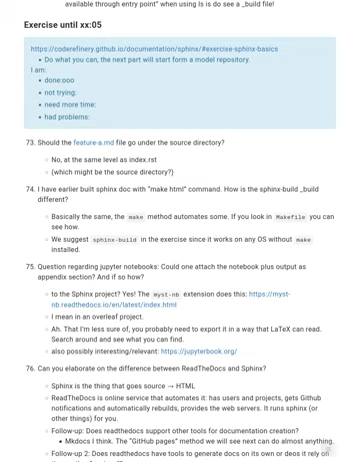 available through entry point” when using ls is do see a _build file!
Exercise until xx:05
https://coderefinery.github.io/documentation/sphinx/#exercise-sphinx-basics
• Do what you can, the next part will start form a model repository.
I am:
• done:ooo
• not trying:
• need more time:
• had problems:
73. Should the feature-a.md file go under the source directory?
○ No, at the same level as index.rst
○ (which might be the source directory?)
74. I have earlier built sphinx doc with “make html” command. How is the sphinx-build _build
different?
○ Basically the same, the make method automates some. If you look in Makefile you can
see how.
○ We suggest sphinx-build in the exercise since it works on any OS without make
installed.
75. Question regarding jupyter notebooks: Could one attach the notebook plus output as
appendix section? And if so how?
○ to the Sphinx project? Yes! The myst-nb extension does this: https://myst-
nb.readthedocs.io/en/latest/index.html
○ I mean in an overleaf project.
○ Ah. That I'm less sure of, you probably need to export it in a way that LaTeX can read.
Search around and see what you can find.
○ also possibly interesting/relevant: https://jupyterbook.org/
76. Can you elaborate on the difference between ReadTheDocs and Sphinx?
○ Sphinx is the thing that goes source → HTML
○ ReadTheDocs is online service that automates it: has users and projects, gets Github
notifications and automatically rebuilds, provides the web servers. It runs sphinx (or
other things) for you.
○ Follow-up: Does readthedocs support other tools for documentation creation?
▪ Mkdocs I think. The “GitHub pages” method we will see next can do almost anything.
○ Follow-up 2: Does readthedocs have tools to generate docs on its own or deos it rely on